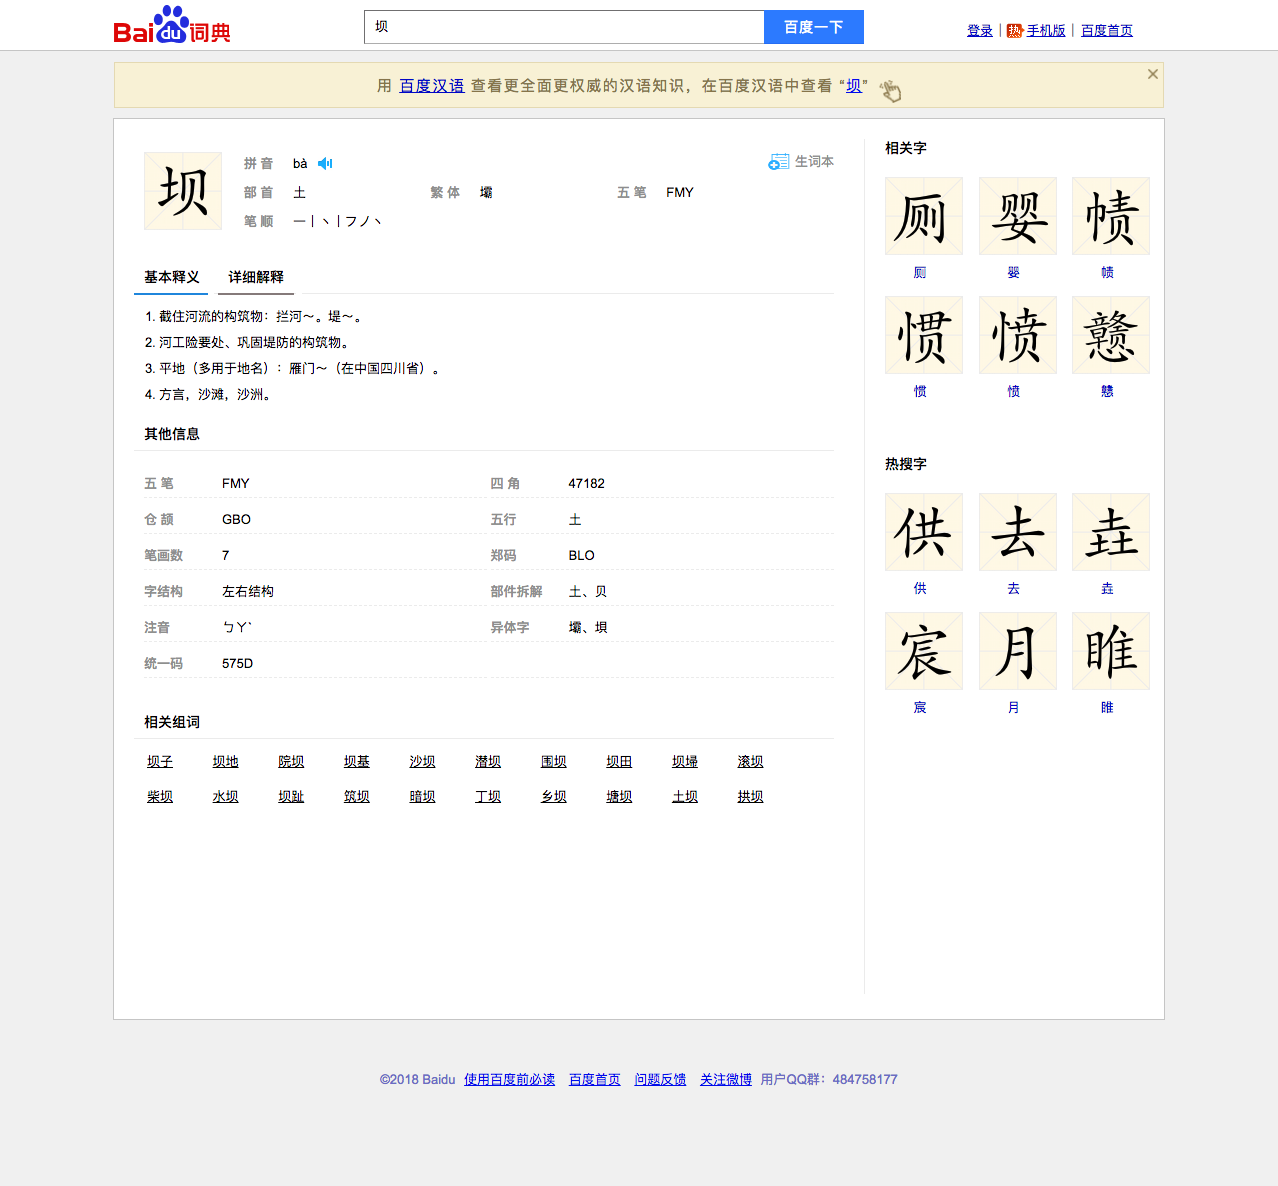 Bai du 词典
坝
百度一下
登录 | 热 手机版 | 百度首页
用 百度汉语 查看更全面更权威的汉语知识，在百度汉语中查看 “坝”
坝
拼 音 bà
生词本
部 首 土 繁 体 壩 五 笔 FMY
笔 顺 一丨丶丨フノ丶
基本释义 详细解释
1. 截住河流的构筑物：拦河～。堤～。
2. 河工险要处、巩固堤防的构筑物。
3. 平地（多用于地名）：雁门～（在中国四川省）。
4. 方言，沙滩，沙洲。
其他信息
五 笔 FMY 四 角 47182
仓 颉 GBO 五行 土
笔画数 7 郑码 BLO
字结构 左右结构 部件拆解 土、贝
注音 ㄅㄚˋ 异体字 壩、垻
统一码 575D
相关组词
坝子 坝地 院坝 坝基 沙坝 潜坝 围坝 坝田 坝埽 滚坝
柴坝 水坝 坝趾 筑坝 暗坝 丁坝 乡坝 塘坝 土坝 拱坝
相关字
厕 婴 帻
厕 婴 帻
惯 愤 戆
惯 愤 戆
热搜字
供 去 垚
供 去 垚
宸 月 睢
宸 月 睢
©2018 Baidu 使用百度前必读 百度首页 问题反馈 关注微博 用户QQ群：484758177